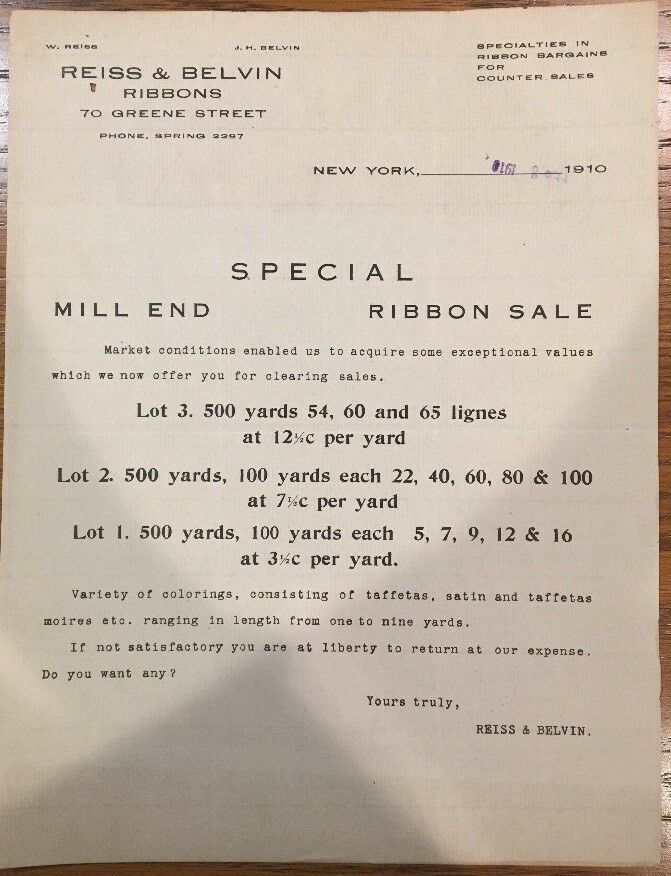 W. REISS J. H. BELVIN
REISS & BELVIN
RIBBONS
70 GREENE STREET
PHONE, SPRING 2297
SPECIALTIES IN
RIBBON BARGAINS
FOR
COUNTER SALES
NEW YORK, 8 1910 1910
SPECIAL
MILL END RIBBON SALE
Market conditions enabled us to acquire some exceptional values
which we now offer you for clearing sales.
Lot 3. 500 yards 54, 60 and 65 lignes
at 12½c per yard
Lot 2. 500 yards, 100 yards each 22, 40, 60, 80 & 100
at 7½c per yard
Lot 1. 500 yards, 100 yards each 5, 7, 9, 12 & 16
at 3½c per yard.
Variety of colorings, consisting of taffetas, satin and taffetas
moires etc. ranging in length from one to nine yards.
If not satisfactory you are at liberty to return at our expense.
Do you want any?
Yours truly,
REISS & BELVIN.